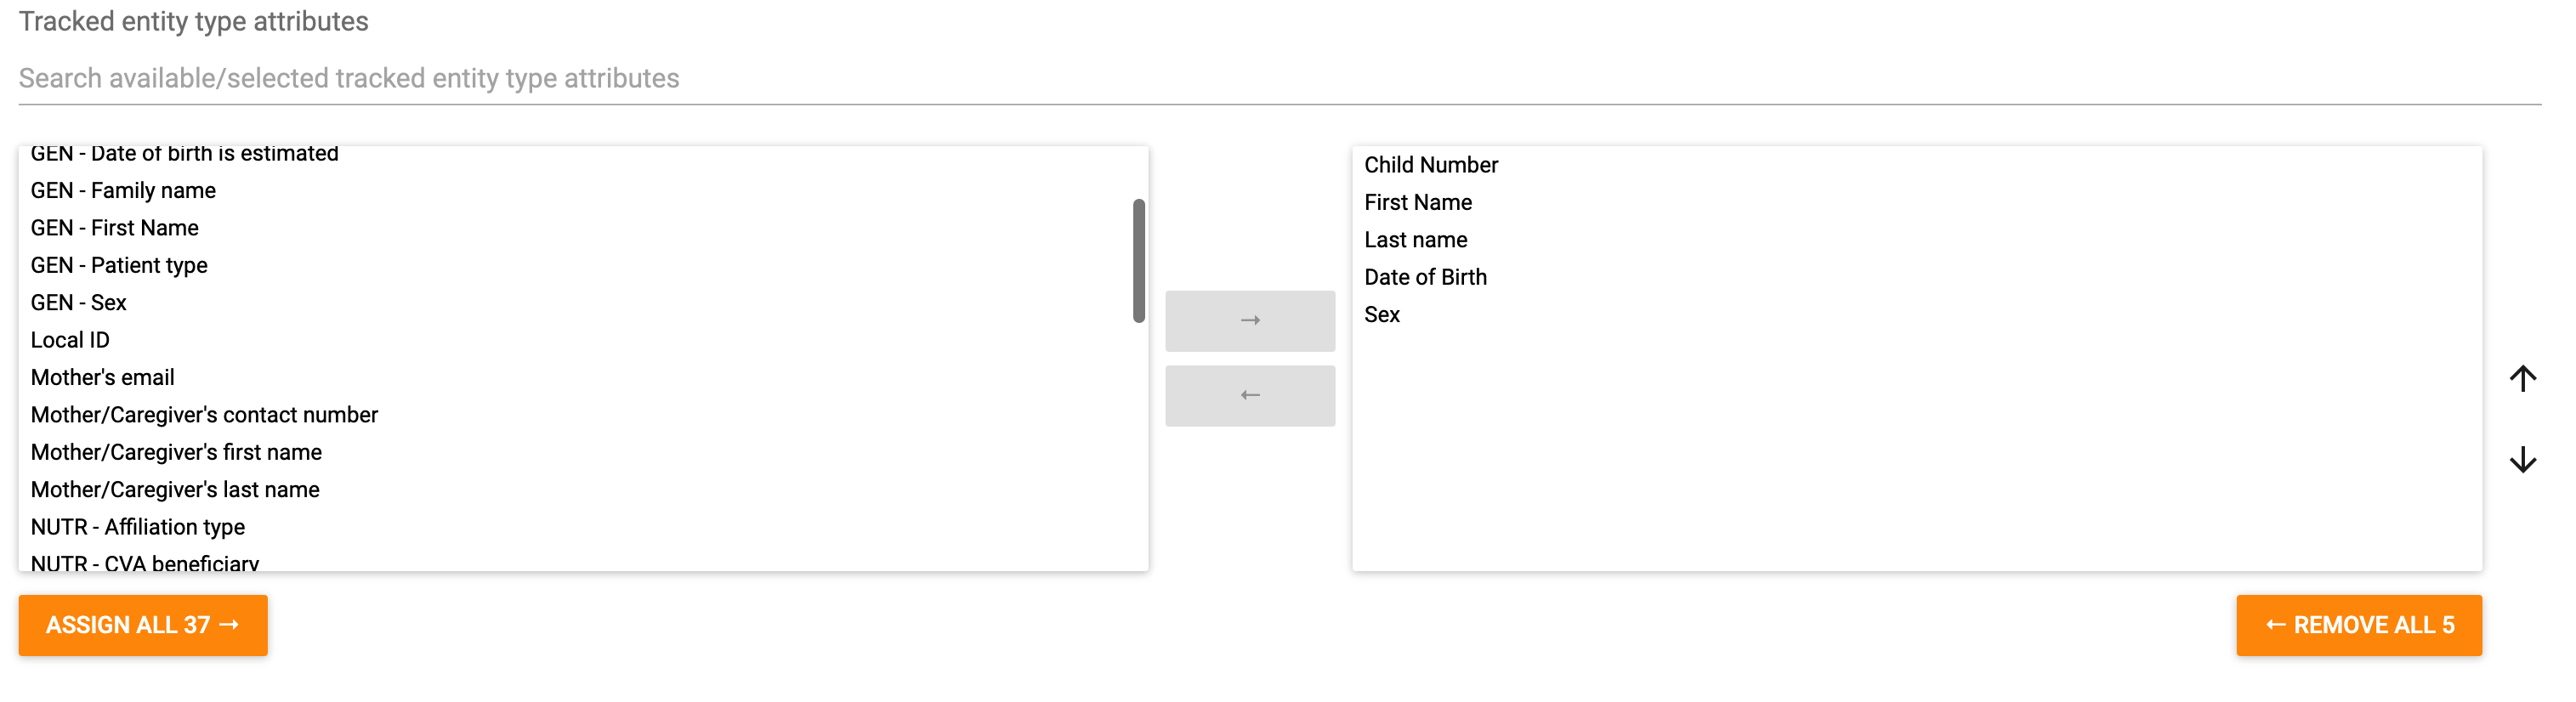 Tracked entity type attributes
Search available/selected tracked entity type attributes
GEN - Date of birth is estimated
GEN - Family name
GEN - First Name
GEN - Patient type
GEN - Sex
Local ID
Mother's email
Mother/Caregiver's contact number
Mother/Caregiver's first name
Mother/Caregiver's last name
NUTR - Affiliation type
NUTR - CVA beneficiary
→
←
Child Number
First Name
Last name
Date of Birth
Sex
ASSIGN ALL 37 →
← REMOVE ALL 5